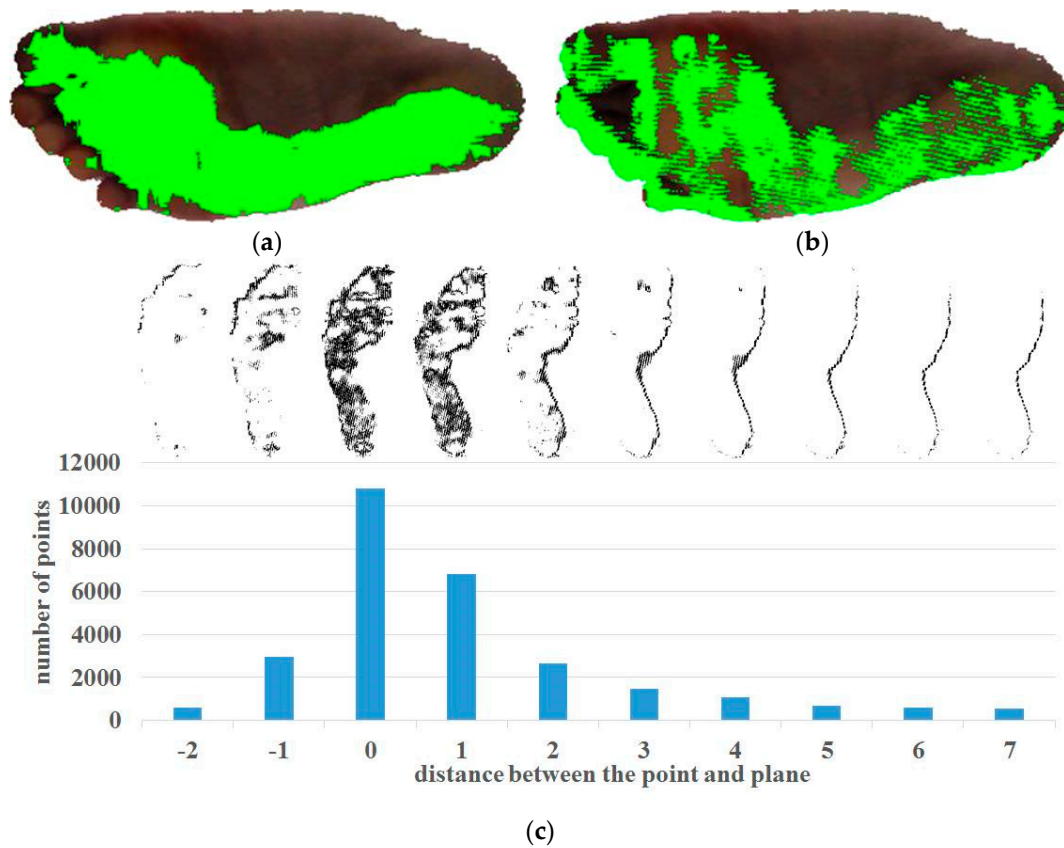 (a)
(b)
12000
10000
8000
6000
4000
2000
0
number of points
-2 -1 0 1 2 3 4 5 6 7
distance between the point and plane
(c)